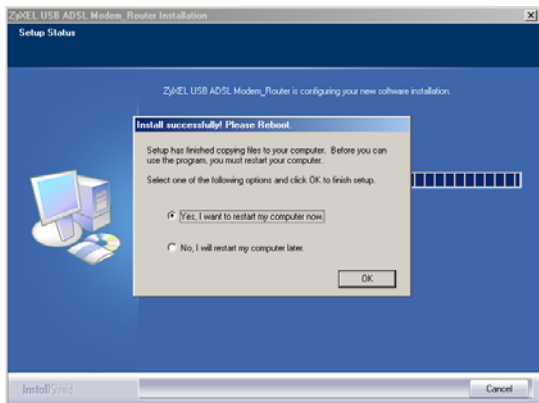 ZyXEL USB ADSL Modem_Router Installation
Setup Status
ZyXEL USB ADSL Modem_Router is configuring your new software installation.
Install successfully! Please Reboot.
Setup has finished copying files to your computer. Before you can
use the program, you must restart your computer.
Select one of the following options and click OK to finish setup.
Yes, I want to restart my computer now.
No, I will restart my computer later.
OK
InstallShield
Cancel